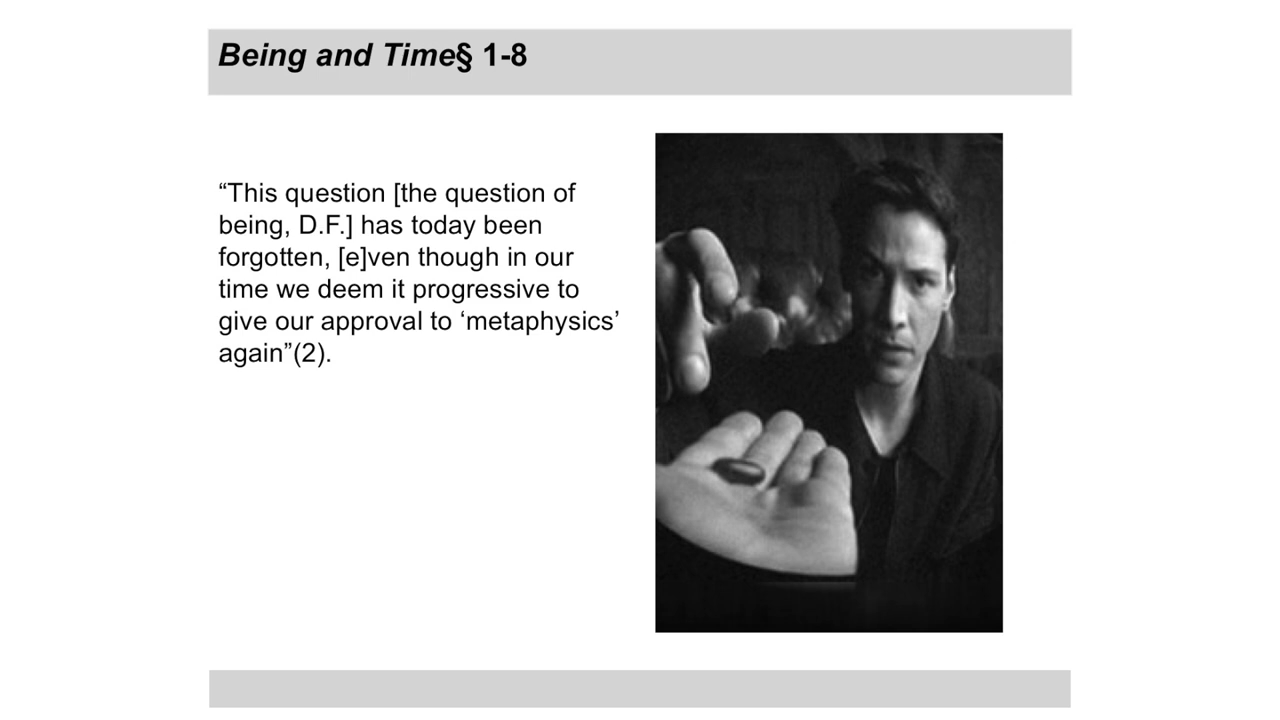 Being and Time§ 1-8
“This question [the question of
being, D.F.] has today been
forgotten, [e]ven though in our
time we deem it progressive to
give our approval to ‘metaphysics’
again”(2).